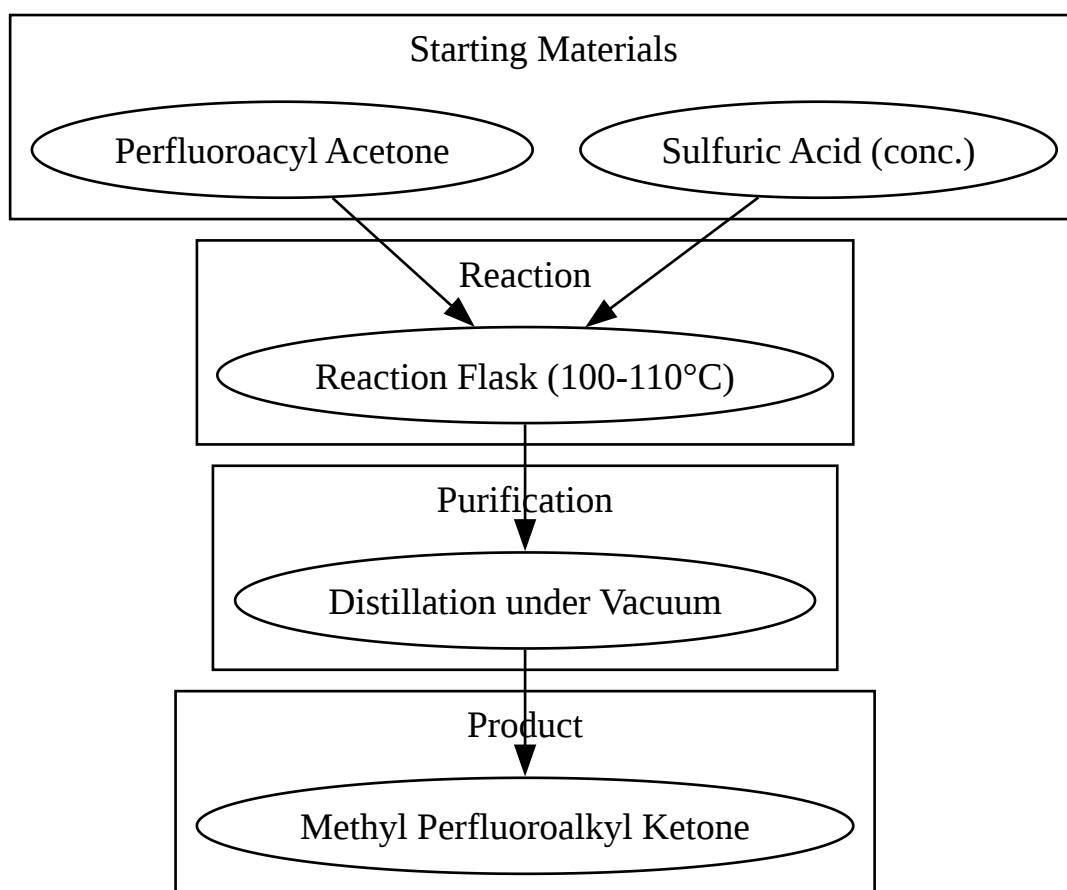 Starting Materials
Perfluoroacyl Acetone
Sulfuric Acid (conc.)
Reaction
Reaction Flask (100-110°C)
Purification
Distillation under Vacuum
Product
Methyl Perfluoroalkyl Ketone